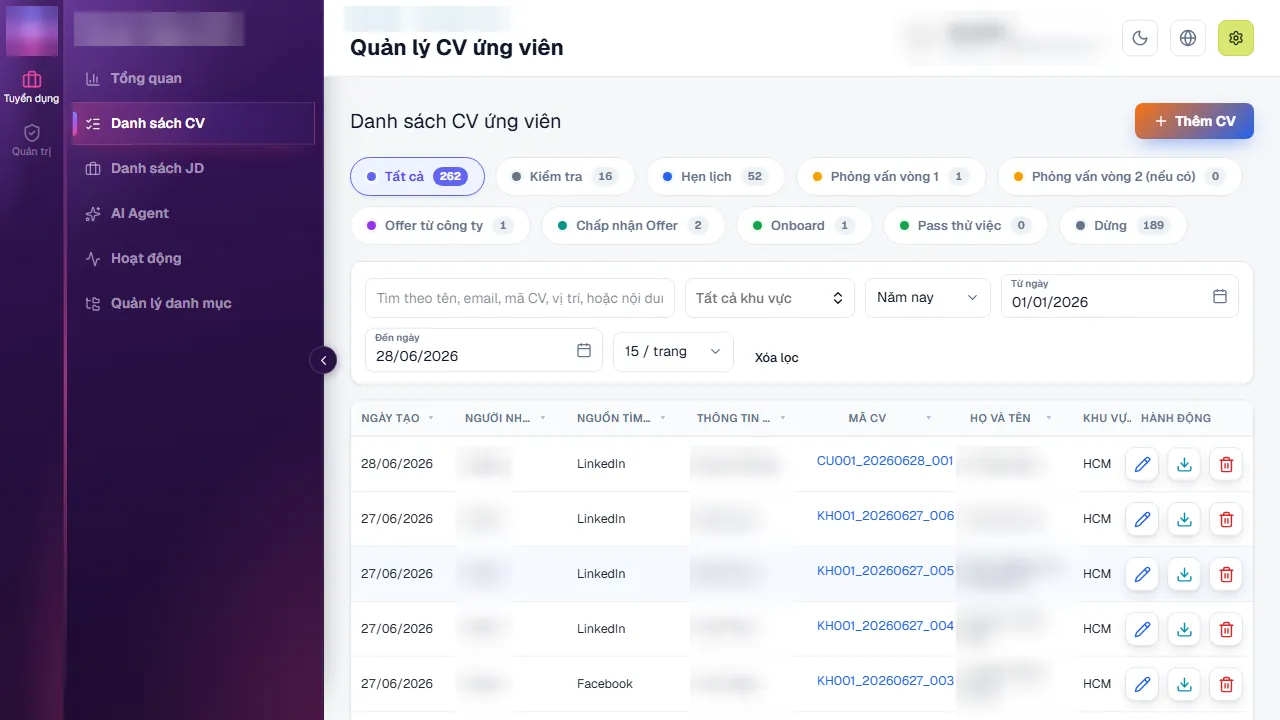 Tuyển dụng
Quản trị
Tổng quan
Danh sách CV
Danh sách JD
AI Agent
Hoạt động
Quản lý danh mục
Quản lý CV ứng viên
Danh sách CV ứng viên
Thêm CV
Tất cả 262
Kiểm tra 16
Hẹn lịch 52
Phỏng vấn vòng 1 1
Phỏng vấn vòng 2 (nếu có) 0
Offer từ công ty 1
Chấp nhận Offer 2
Onboard 1
Pass thử việc 0
Dừng 189
Tìm theo tên, email, mã CV, vị trí, hoặc nội du
Tất cả khu vực
Năm nay
Từ ngày
01/01/2026
Đến ngày
28/06/2026
15 / trang
Xóa lọc
NGÀY TẠO NGƯỜI NH... NGUỒN TÌM... THÔNG TIN ... MÃ CV HỌ VÀ TÊN KHU VỰ.. HÀNH ĐỘNG
28/06/2026 LinkedIn CU001_20260628_001 HCM
27/06/2026 LinkedIn KH001_20260627_006 HCM
27/06/2026 LinkedIn KH001_20260627_005 HCM
27/06/2026 LinkedIn KH001_20260627_004 HCM
27/06/2026 Facebook KH001_20260627_003 HCM